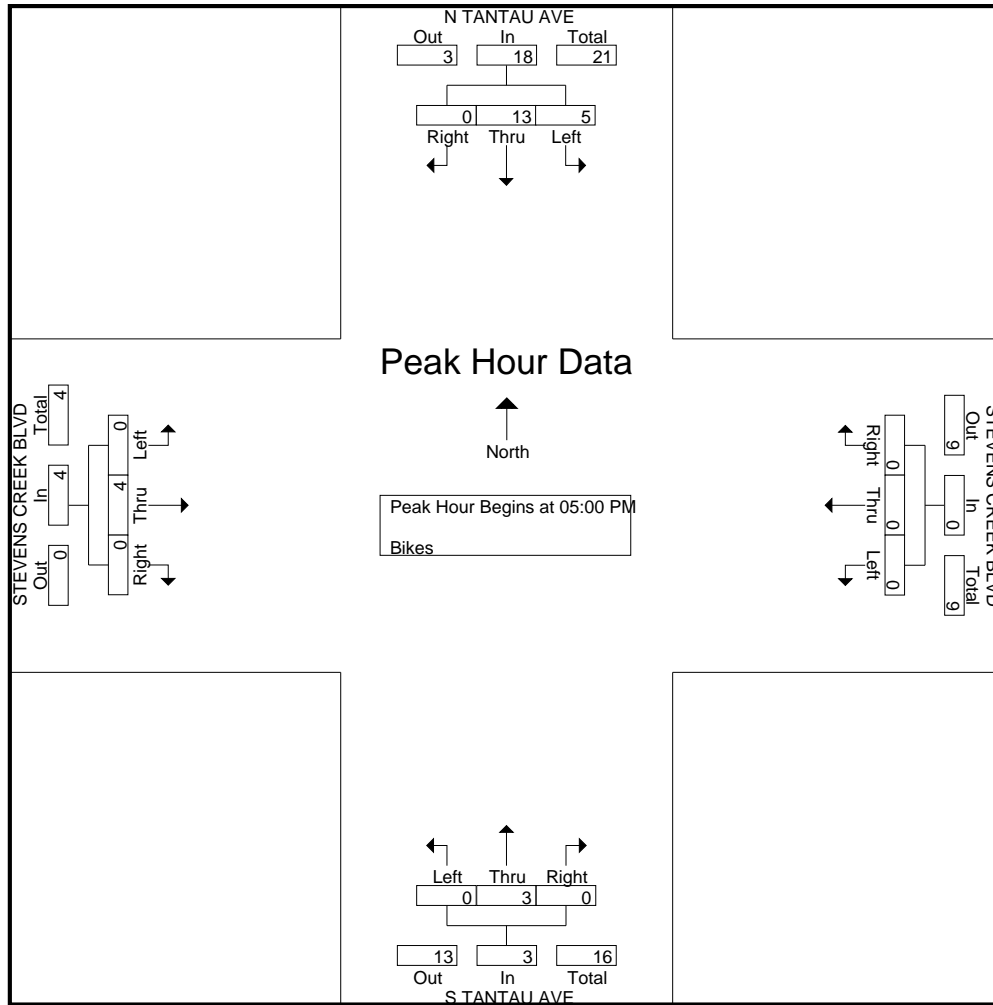 N TANTAU AVE
Out In Total
3 18 21
0 13 5
Right Thru Left
Peak Hour Data
North
Peak Hour Begins at 05:00 PM
Bikes
STEVENS CREEK BLVD
Out In Total
0 4 4
Right Thru Left
0 4 0
STEVENS CREEK BLVD
Out In Total
9 0 9
Right Thru Left
0 0 0
Left Thru Right
0 3 0
13 3 16
Out In Total
S TANTAU AVE